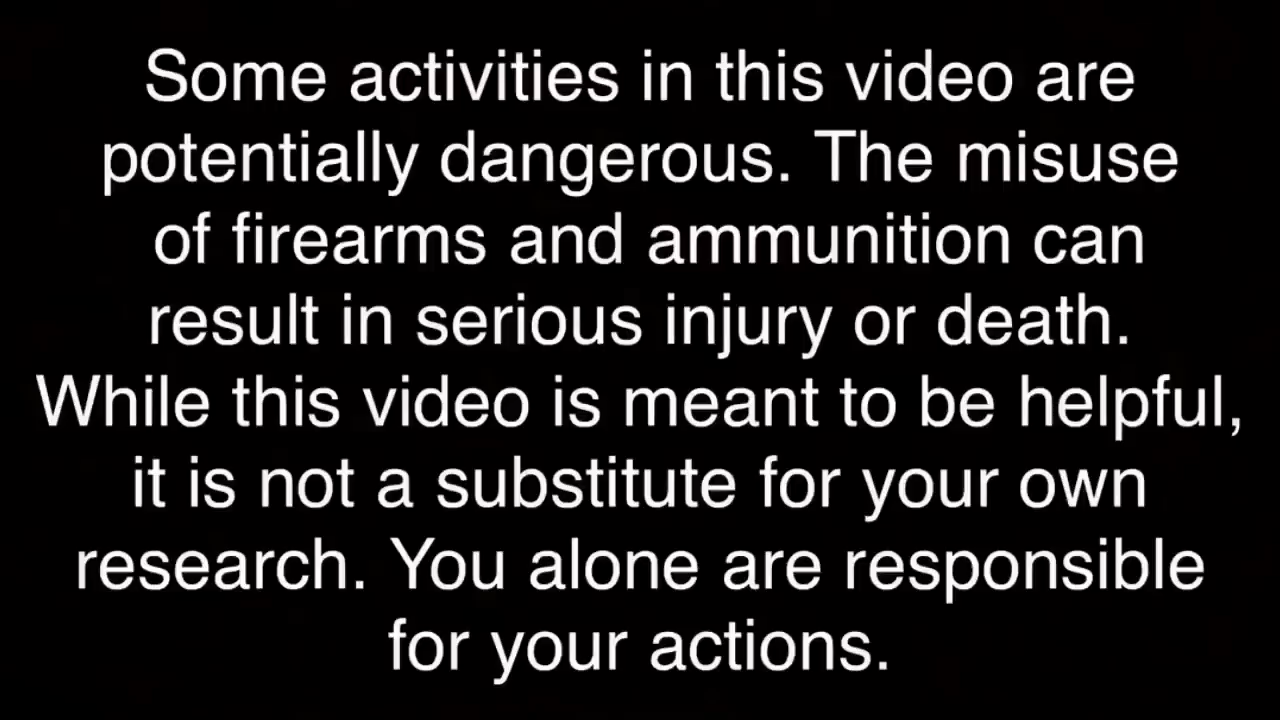 Some activities in this video are
potentially dangerous. The misuse
of firearms and ammunition can
result in serious injury or death.
While this video is meant to be helpful,
it is not a substitute for your own
research. You alone are responsible
for your actions.